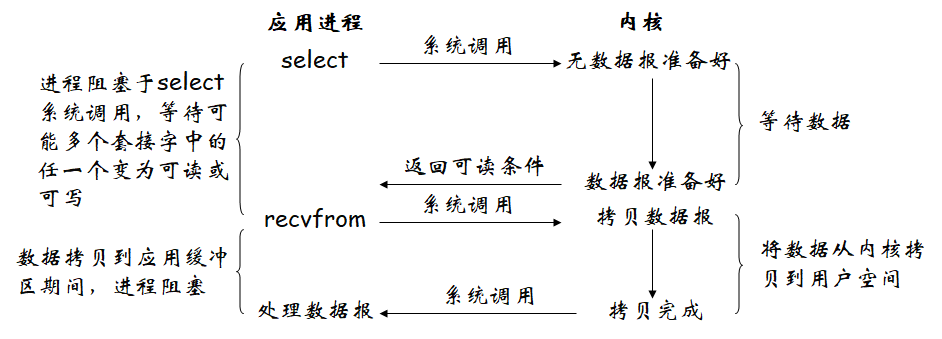 应用进程
内核
select
系统调用
无数据报准备好
进程阻塞于select
系统调用，等待可
能多个套接字中的
任一个变为可读或
可写
等待数据
返回可读条件
数据报准备好
recvfrom
系统调用
拷贝数据报
数据拷贝到应用缓冲
区期间，进程阻塞
将数据从内核拷
贝到用户空间
处理数据报
系统调用
拷贝完成